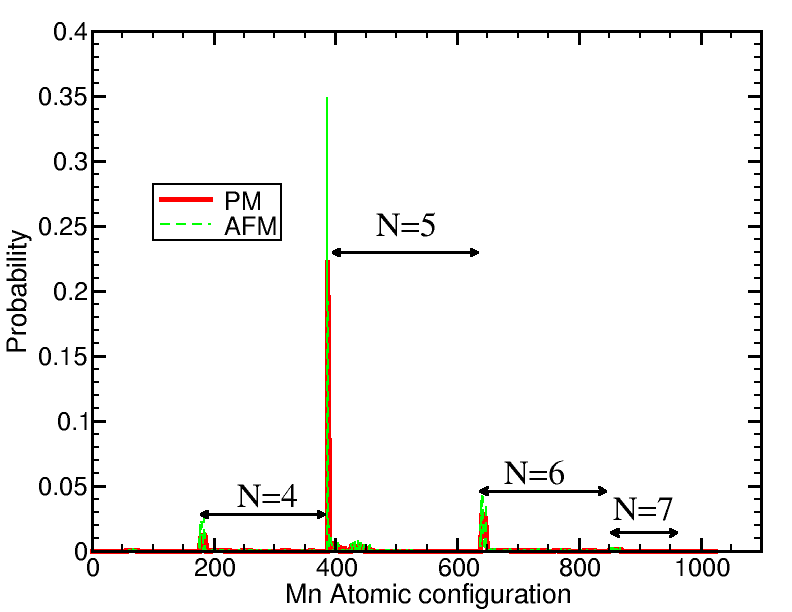 0.4
0.35
0.3
0.25
0.2
0.15
0.1
0.05
0
Probability
PM
AFM
N=5
N=4
N=6
N=7
0 200 400 600 800 1000
Mn Atomic configuration